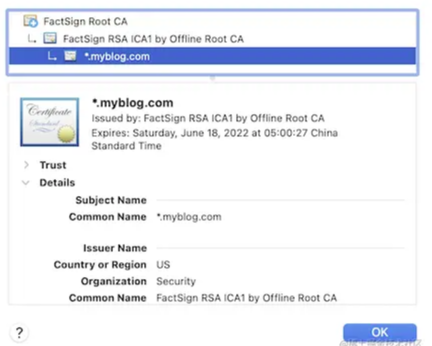 FactSign Root CA
FactSign RSA ICA1 by Offline Root CA
*.myblog.com
Certificate
Standard
*.myblog.com
Issued by: FactSign RSA ICA1 by Offline Root CA
Expires: Saturday, June 18, 2022 at 05:00:27 China
Standard Time
Trust
Details
Subject Name
Common Name *.myblog.com
Issuer Name
Country or Region US
Organization Security
Common Name FactSign RSA ICA1 by Offline Root CA
? OK